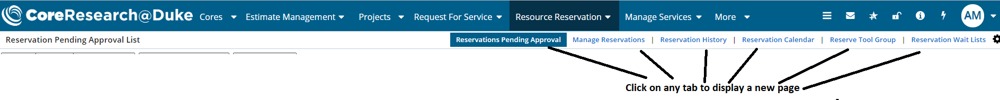 CoreResearch@Duke Cores Estimate Management Projects Request For Service Resource Reservation Manage Services More AM
Reservation Pending Approval List Reservations Pending Approval Manage Reservations | Reservation History | Reservation Calendar | Reserve Tool Group | Reservation Wait Lists
Click on any tab to display a new page